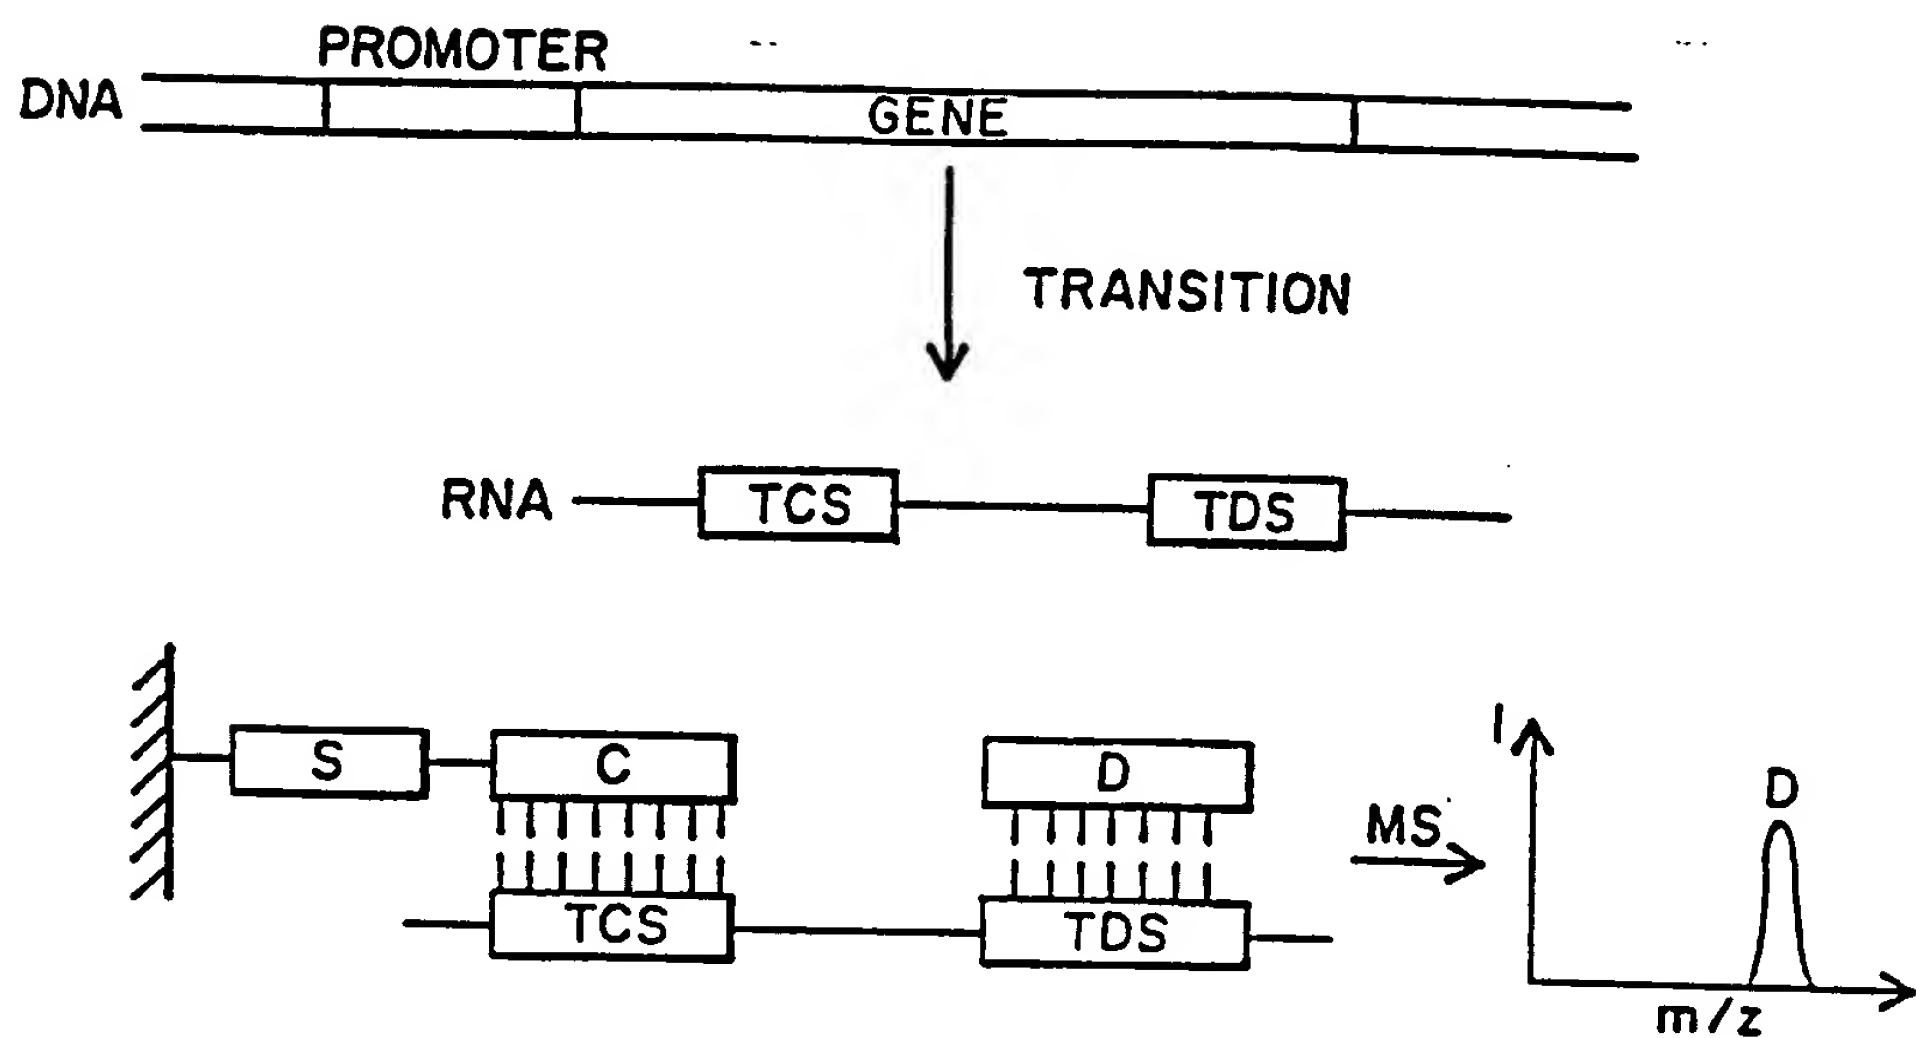 PROMOTER
DNA
GENE
TRANSITION
RNA
TCS
TDS
S
C
D
TCS
TDS
MS
I
D
m/z